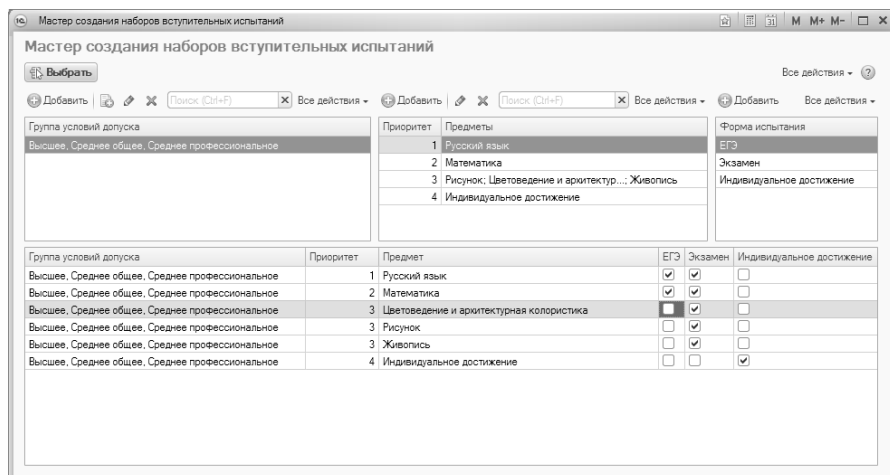 1С Мастер создания наборов вступительных испытаний 31 M M+ M-
Мастер создания наборов вступительных испытаний
Выбрать Все действия ?
Добавить Поиск (Ctrl+F) × Все действия Добавить Поиск (Ctrl+F) × Все действия Добавить Все действия
Группа условий допуска Приоритет Предметы Форма испытания
Высшее, Среднее общее, Среднее профессиональное 1 Русский язык ЕГЭ
2 Математика Экзамен
3 Рисунок; Цветоведение и архитектур...; Живопись Индивидуальное достижение
4 Индивидуальное достижение
Группа условий допуска Приоритет Предмет ЕГЭ Экзамен Индивидуальное достижение
Высшее, Среднее общее, Среднее профессиональное 1 Русский язык
Высшее, Среднее общее, Среднее профессиональное 2 Математика
Высшее, Среднее общее, Среднее профессиональное 3 Цветоведение и архитектурная колористика
Высшее, Среднее общее, Среднее профессиональное 3 Рисунок
Высшее, Среднее общее, Среднее профессиональное 3 Живопись
Высшее, Среднее общее, Среднее профессиональное 4 Индивидуальное достижение